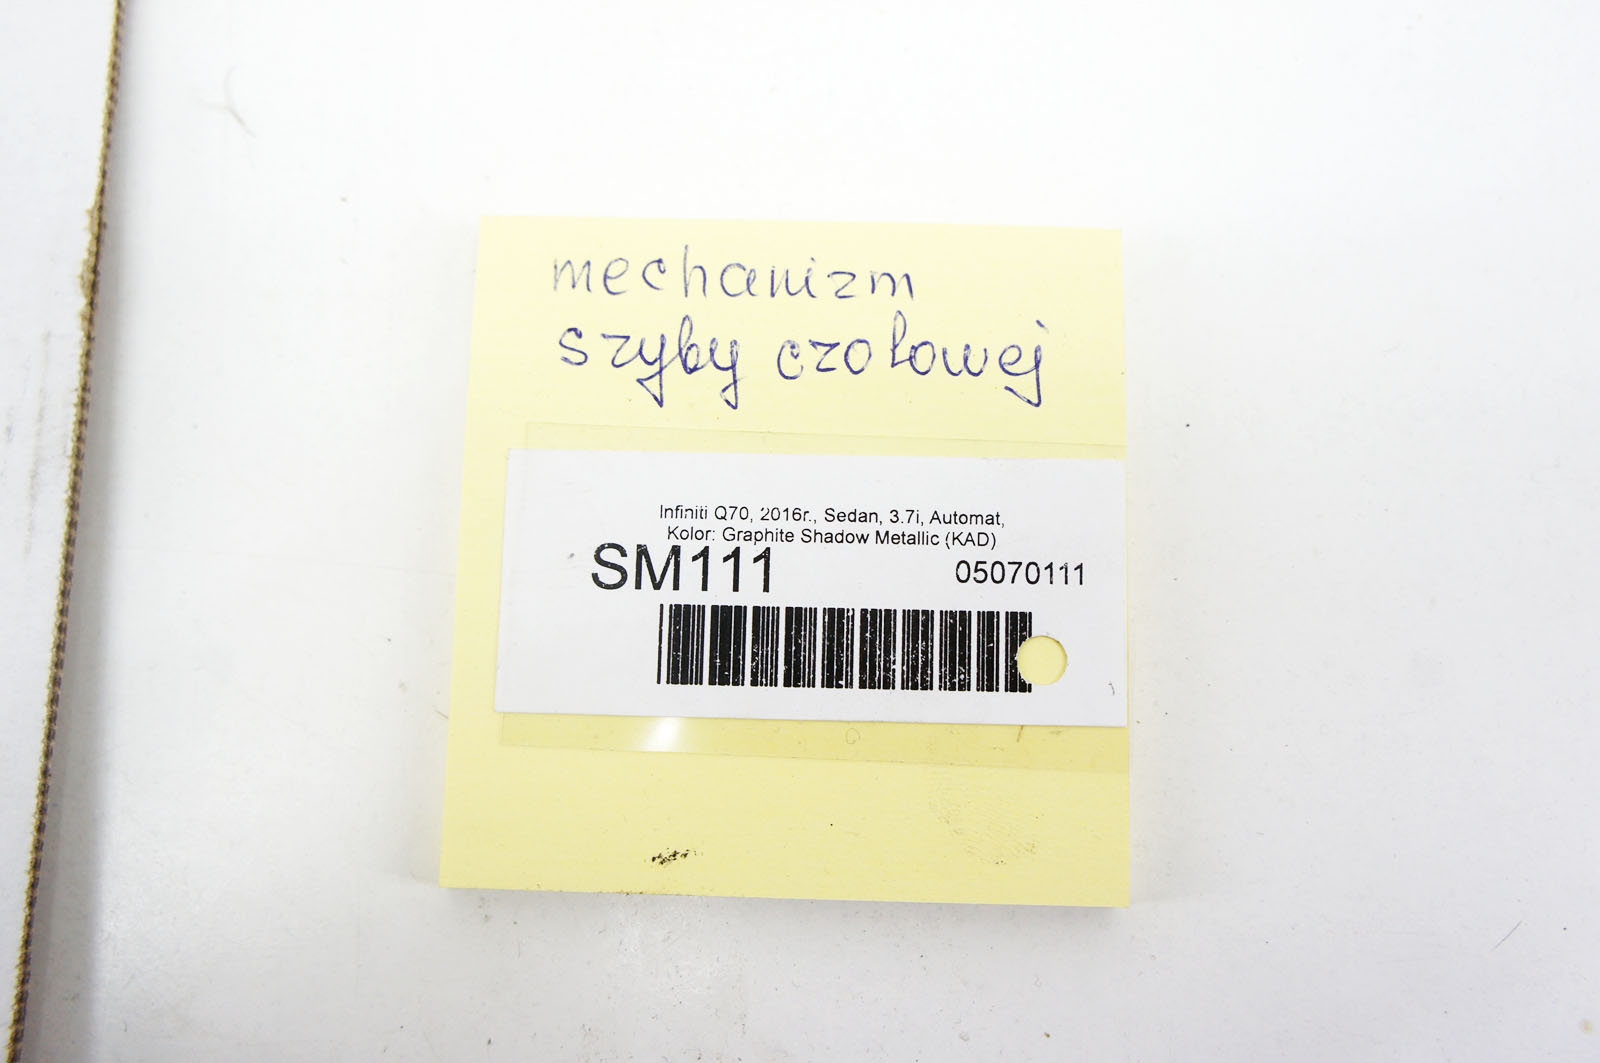 mechanizm
szyby czołowej
Infiniti Q70, 2016r., Sedan, 3.7i, Automat,
Kolor: Graphite Shadow Metallic (KAD)
SM111
05070111